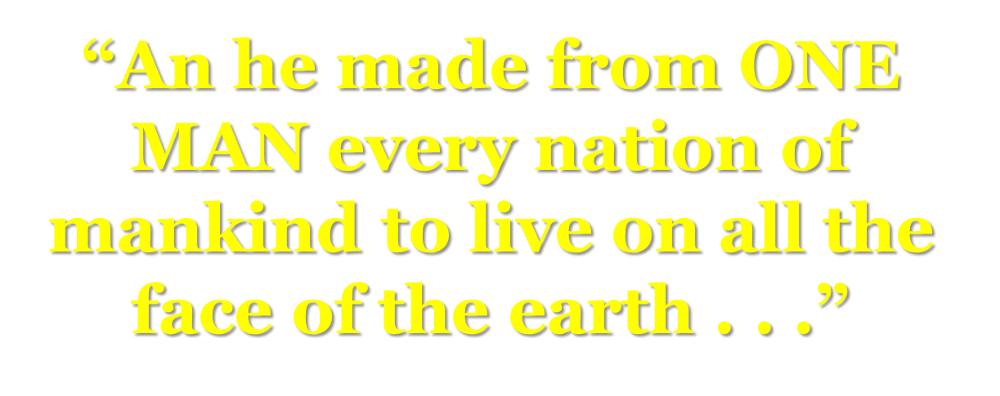 “An he made from ONE
MAN every nation of
mankind to live on all the
face of the earth . . .”